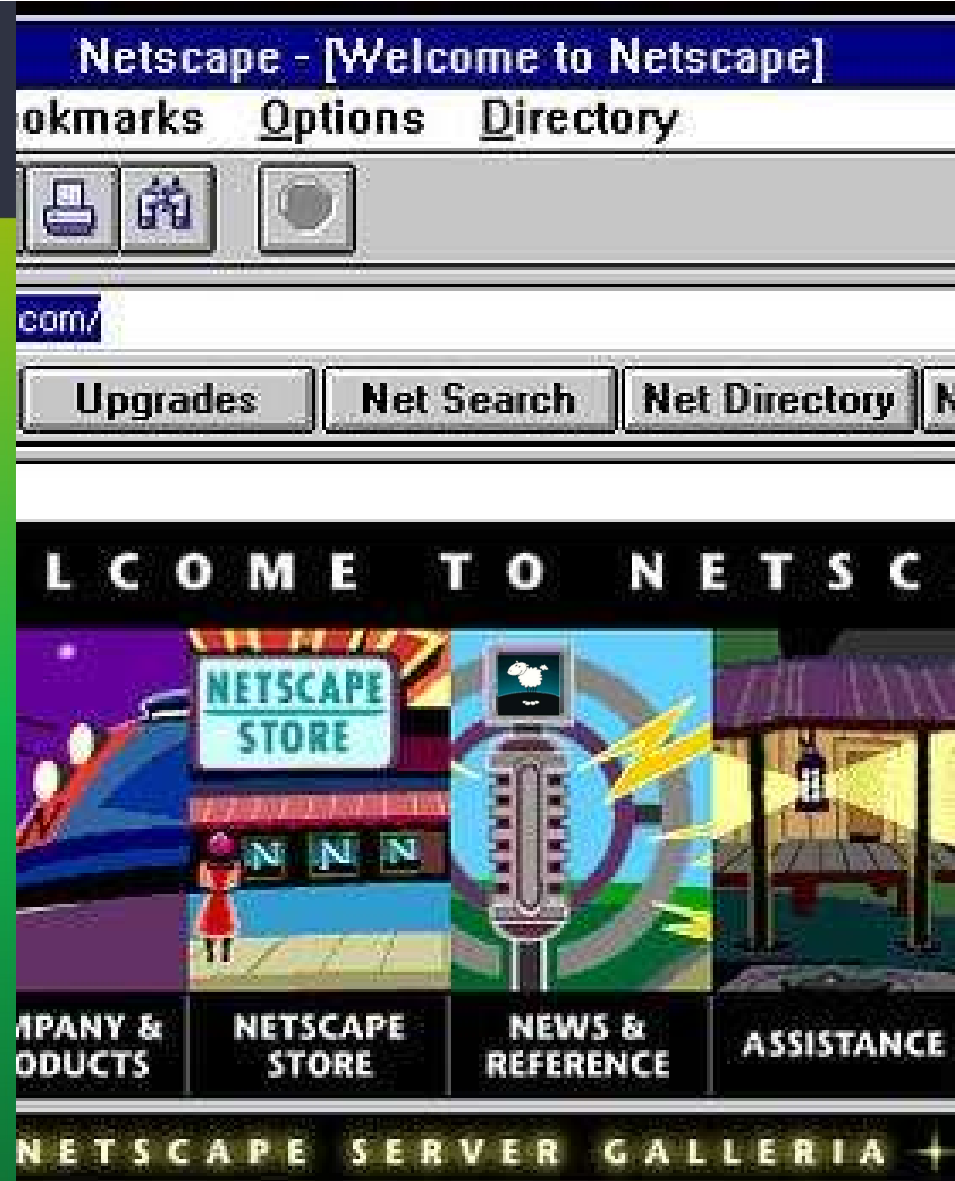 Netscape - [Welcome to Netscape]
okmarks Options Directory
com/
Upgrades Net Search Net Directory N
LCOME TO NETSC
NETSCAPE
STORE
N N N
MPANY &
ODUCTS
NETSCAPE
STORE
NEWS &
REFERENCE
ASSISTANCE
NETSCAPE SERVER GALLERIA